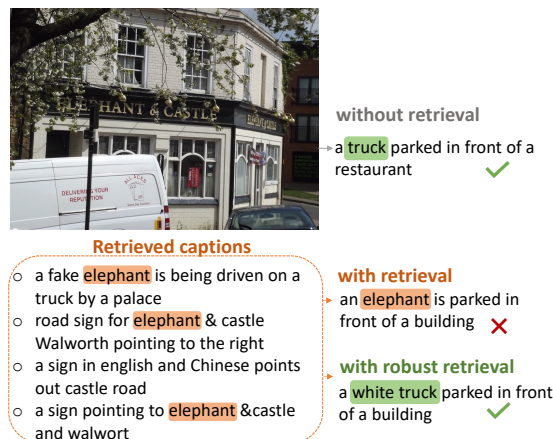 ELEPHANT & CASTLE
DELIVERING YOUR
REPUTATION
without retrieval
a truck parked in front of a
restaurant
Retrieved captions
a fake elephant is being driven on a
truck by a palace
road sign for elephant & castle
Walworth pointing to the right
a sign in english and Chinese points
out castle road
a sign pointing to elephant &castle
and walwort
with retrieval
an elephant is parked in
front of a building
with robust retrieval
a white truck parked in front
of a building